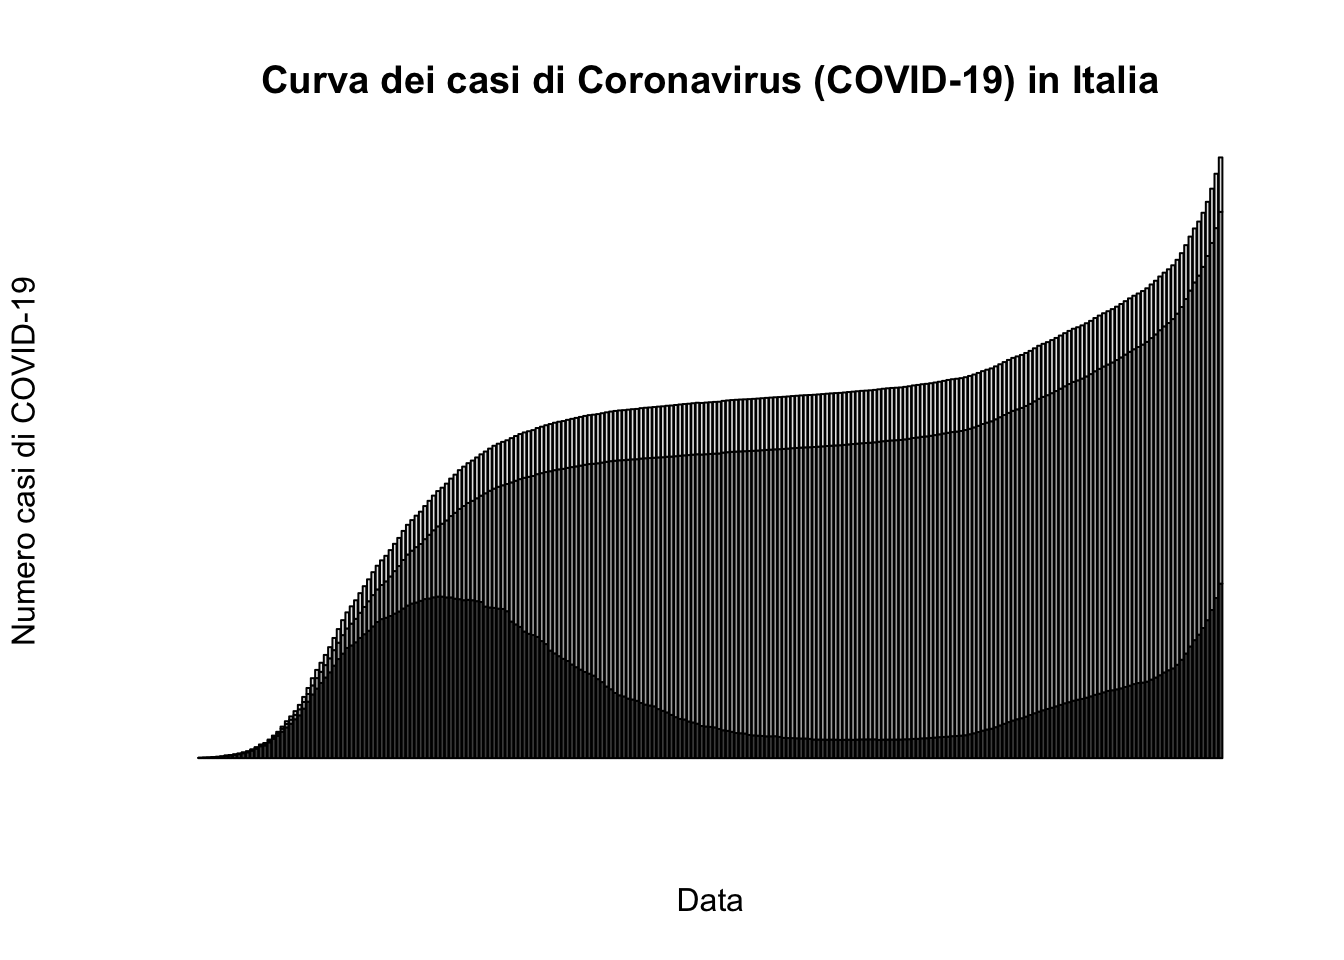 Curva dei casi di Coronavirus (COVID-19) in Italia
Numero casi di COVID-19
Data